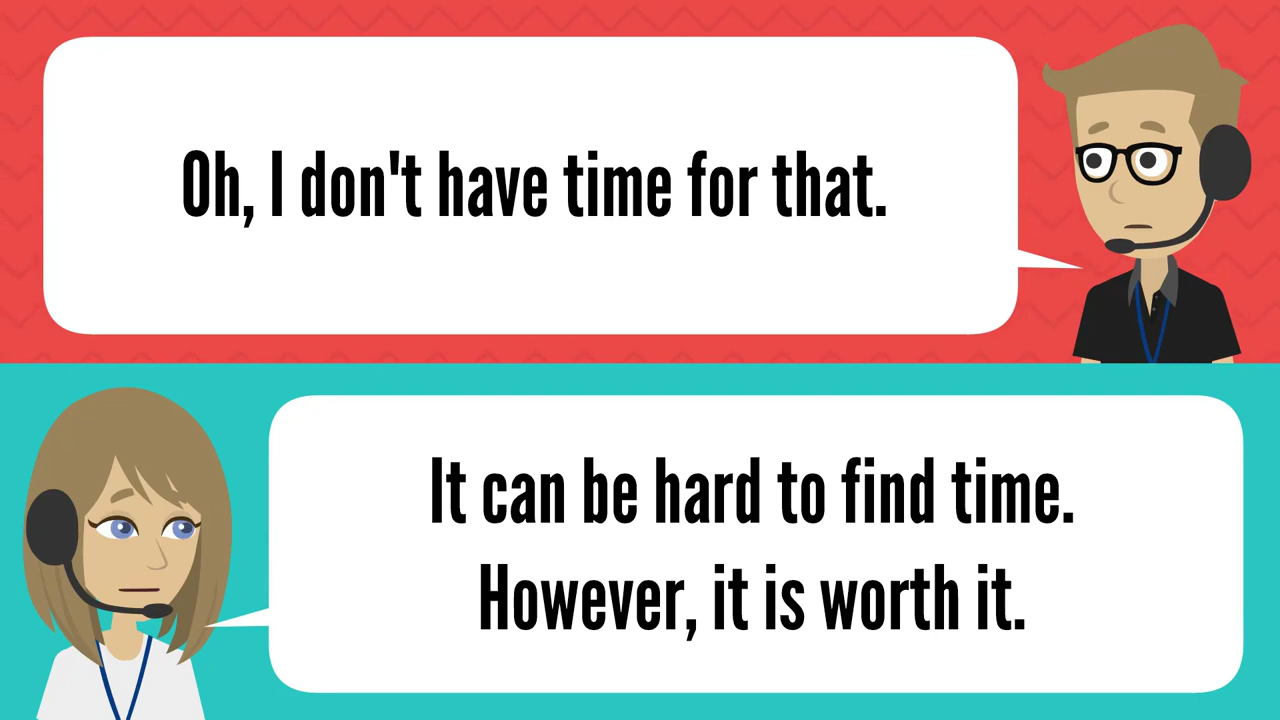 Oh, I don't have time for that.
It can be hard to find time.
However, it is worth it.